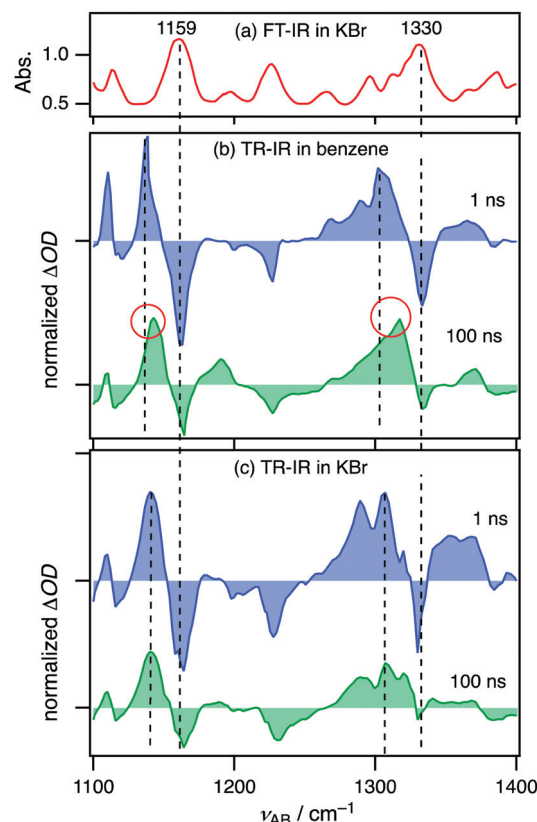 1159 1330
(a) FT-IR in KBr
Abs.
1.0
0.5
(b) TR-IR in benzene
1 ns
normalized ΔOD
100 ns
(c) TR-IR in KBr
1 ns
normalized ΔOD
100 ns
1100 1200 1300 1400
νAB / cm⁻¹